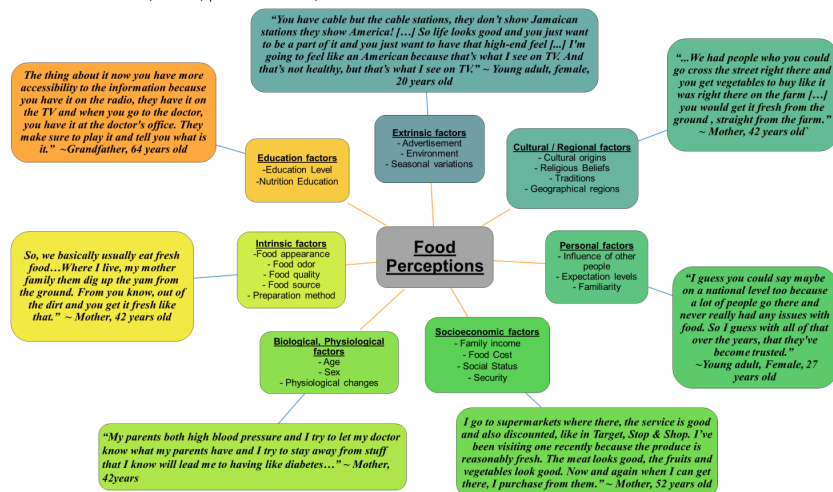 “You have cable but the cable stations, they don’t show Jamaican
stations they show America! […] So life looks good and you just want
to be a part of it and you just want to have that high-end feel [...] I'm
going to feel like an American because that’s what I see on TV. And
that’s not healthy, but that’s what I see on TV.” ~ Young adult, female,
20 years old
The thing about it now you have more
accessibility to the information because
you have it on the radio, they have it on
the TV and when you go to the doctor,
you have it at the doctor's office. They
make sure to play it and tell you what is
it.” ~Grandfather, 64 years old
“...We had people who you could
go cross the street right there and
you get vegetables to buy like it
was right there on the farm […]
you would get it fresh from the
ground , straight from the farm.”
~ Mother, 42 years old`
Extrinsic factors
- Advertisement
- Environment
- Seasonal variations
Education factors
-Education Level
-Nutrition Education
Cultural / Regional factors
- Cultural origins
- Religious Beliefs
- Traditions
- Geographical regions
Food
Perceptions
Intrinsic factors
-Food appearance
- Food odor
- Food quality
- Food source
- Preparation method
Personal factors
- Influence of other
people
- Expectation levels
- Familiarity
So, we basically usually eat fresh
food…Where I live, my mother
family them dig up the yam from
the ground. From you know, out of
the dirt and you get it fresh like
that.” ~ Mother, 42 years old
“I guess you could say maybe
on a national level too because
a lot of people go there and
never really had any issues with
food. So I guess with all of that
over the years, that they've
become trusted.”
~Young adult, Female, 27
years old
Biological, Physiological
factors
- Age
- Sex
- Physiological changes
Socioeconomic factors
- Family income
- Food Cost
- Social Status
- Security
“My parents both high blood pressure and I try to let my doctor
know what my parents have and I try to stay away from stuff
that I know will lead me to having like diabetes…” ~ Mother,
42years
I go to supermarkets where there, the service is good
and also discounted, like in Target, Stop & Shop. I’ve
been visiting one recently because the produce is
reasonably fresh. The meat looks good, the fruits and
vegetables look good. Now and again when I can get
there, I purchase from them.” ~ Mother, 52 years old